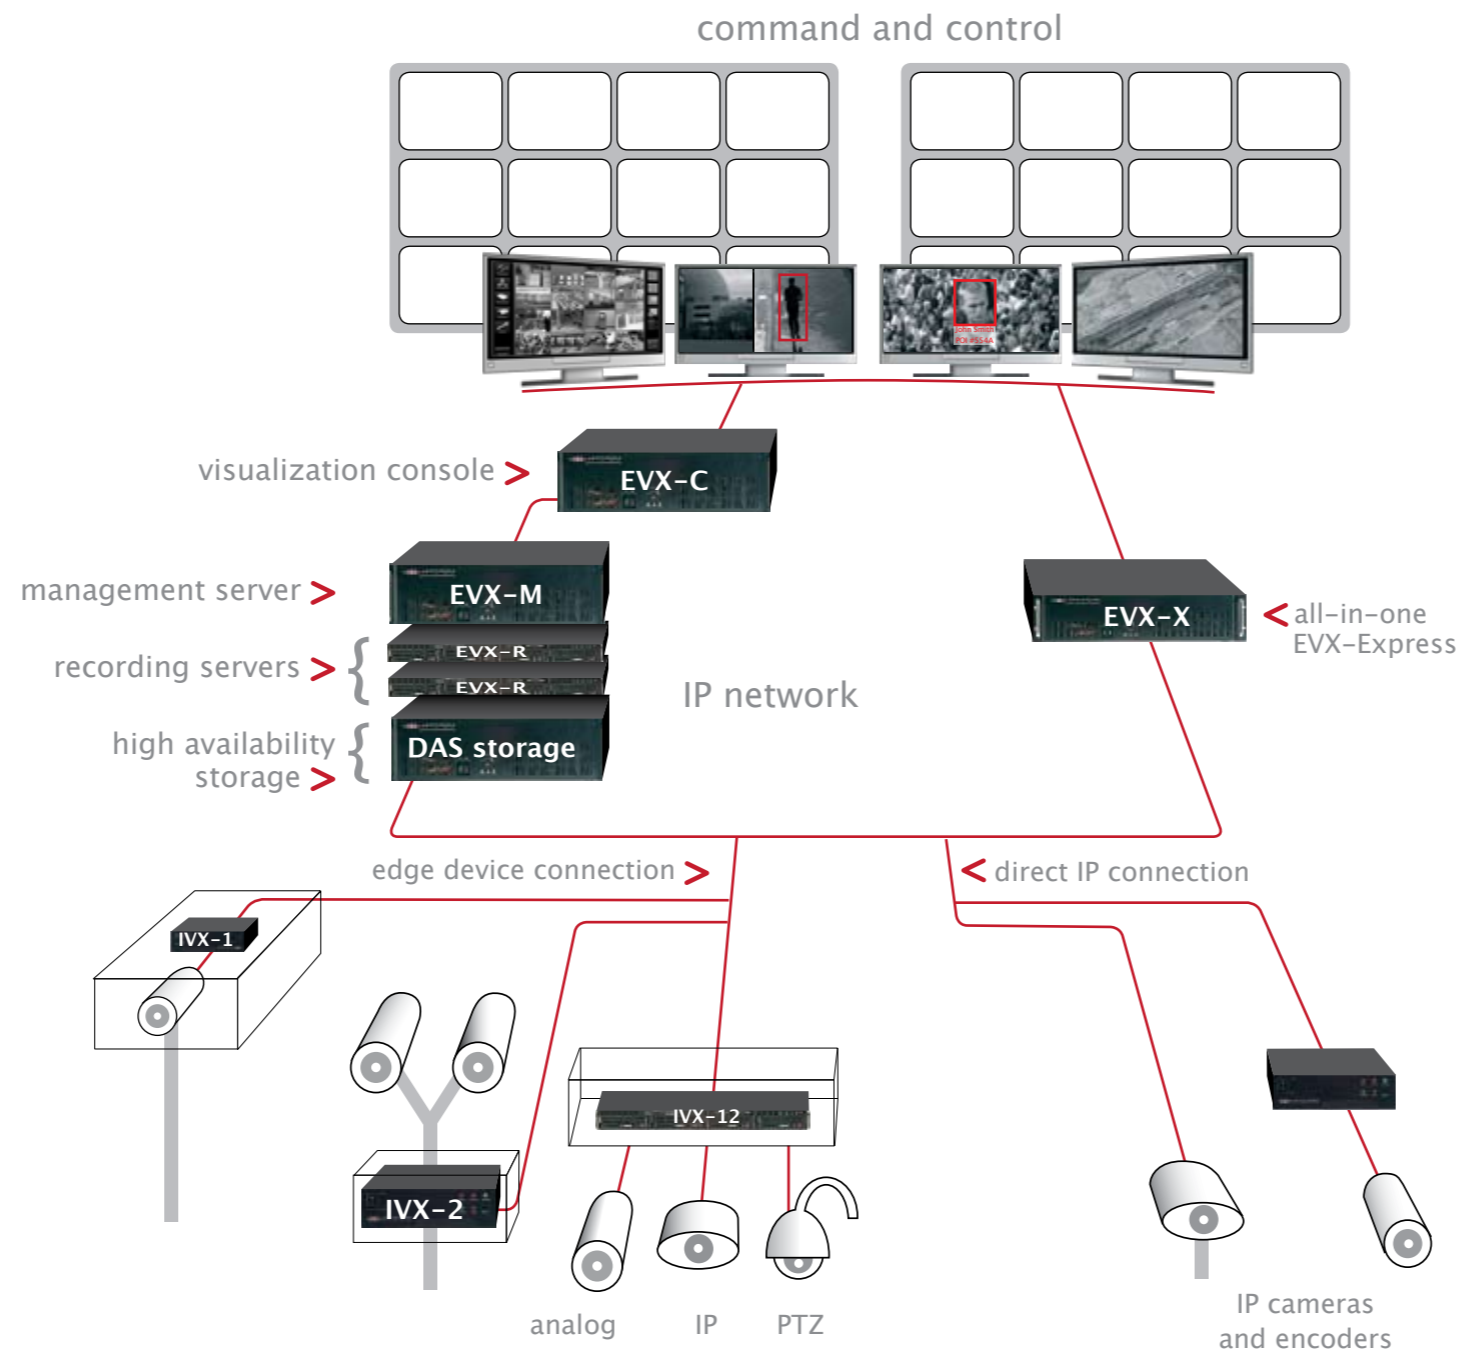 command and control
John Smith
visualization console >
EVX-C
management server >
EVX-M
EVX-X
< all-in-one
EVX-Express
recording servers >
EVX-R
EVX-R
IP network
high availability
storage >
DAS storage
edge device connection >
< direct IP connection
IVX-1
IVX-12
IVX-2
analog
IP
PTZ
IP cameras
and encoders